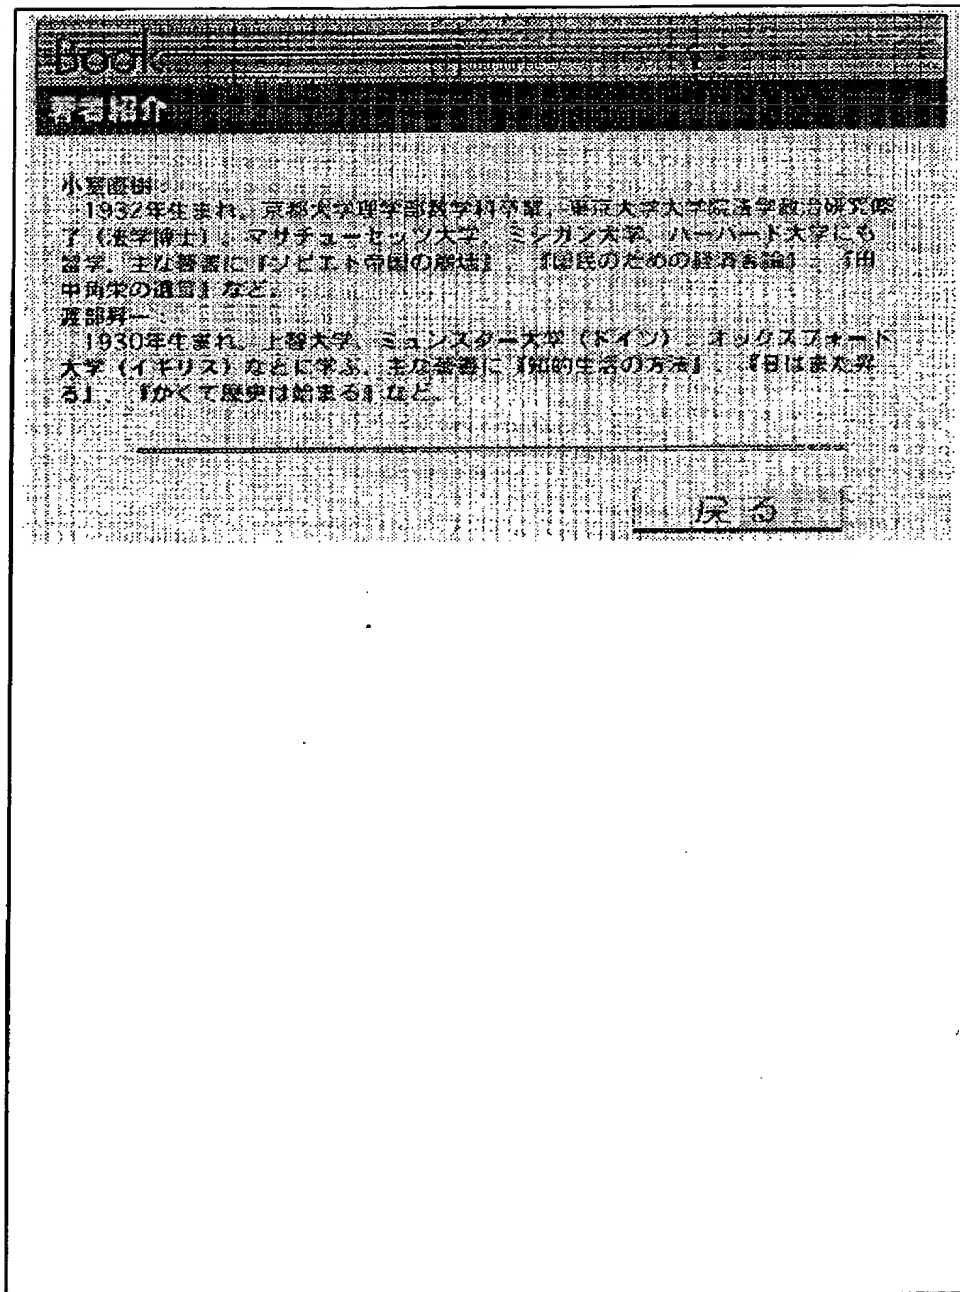 Book
著者紹介
小室直樹：
1932年生まれ。京都大学理学部数学科卒業。東京大学大学院法学政治研究修
了（法学博士）。マサチューセッツ大学、ミシガン大学、ハーバード大学にも
留学。主な著書に『ソビエト帝国の崩壊』、『国民のための経済言論』、『田
中角栄の遺言』など。
渡部昇一：
1930年生まれ。上智大学、ミュンスター大学（ドイツ）、オックスフォード
大学（イギリス）などに学ぶ。主な著書に『知的生活の方法』、『日はまた昇
る』、『かくて歴史は始まる』など。
戻る